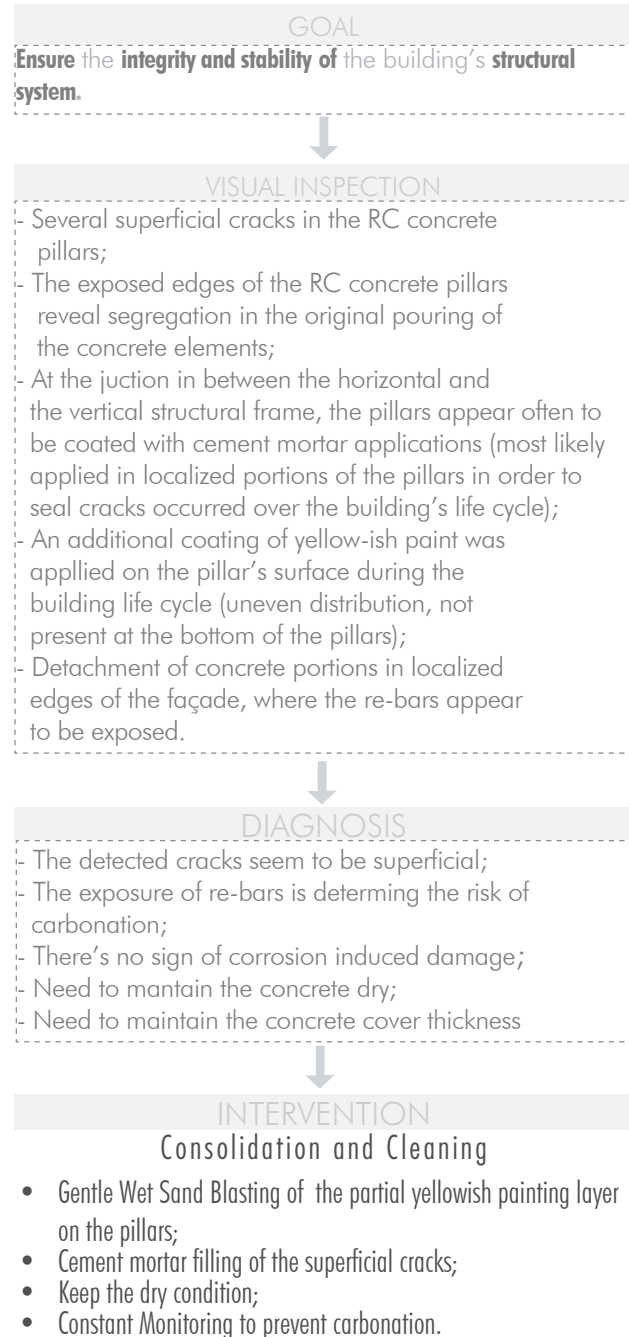 GOAL
Ensure the integrity and stability of the building's structural
system.
VISUAL INSPECTION
- Several superficial cracks in the RC concrete
pillars;
- The exposed edges of the RC concrete pillars
reveal segregation in the original pouring of
the concrete elements;
- At the juction in between the horizontal and
the vertical structural frame, the pillars appear often to
be coated with cement mortar applications (most likely
applied in localized portions of the pillars in order to
seal cracks occurred over the building's life cycle);
- An additional coating of yellow-ish paint was
appllied on the pillar's surface during the
building life cycle (uneven distribution, not
present at the bottom of the pillars);
- Detachment of concrete portions in localized
edges of the façade, where the re-bars appear
to be exposed.
DIAGNOSIS
- The detected cracks seem to be superficial;
- The exposure of re-bars is determing the risk of
carbonation;
- There's no sign of corrosion induced damage;
- Need to mantain the concrete dry;
- Need to maintain the concrete cover thickness
INTERVENTION
Consolidation and Cleaning
• Gentle Wet Sand Blasting of the partial yellowish painting layer
on the pillars;
• Cement mortar filling of the superficial cracks;
• Keep the dry condition;
• Constant Monitoring to prevent carbonation.